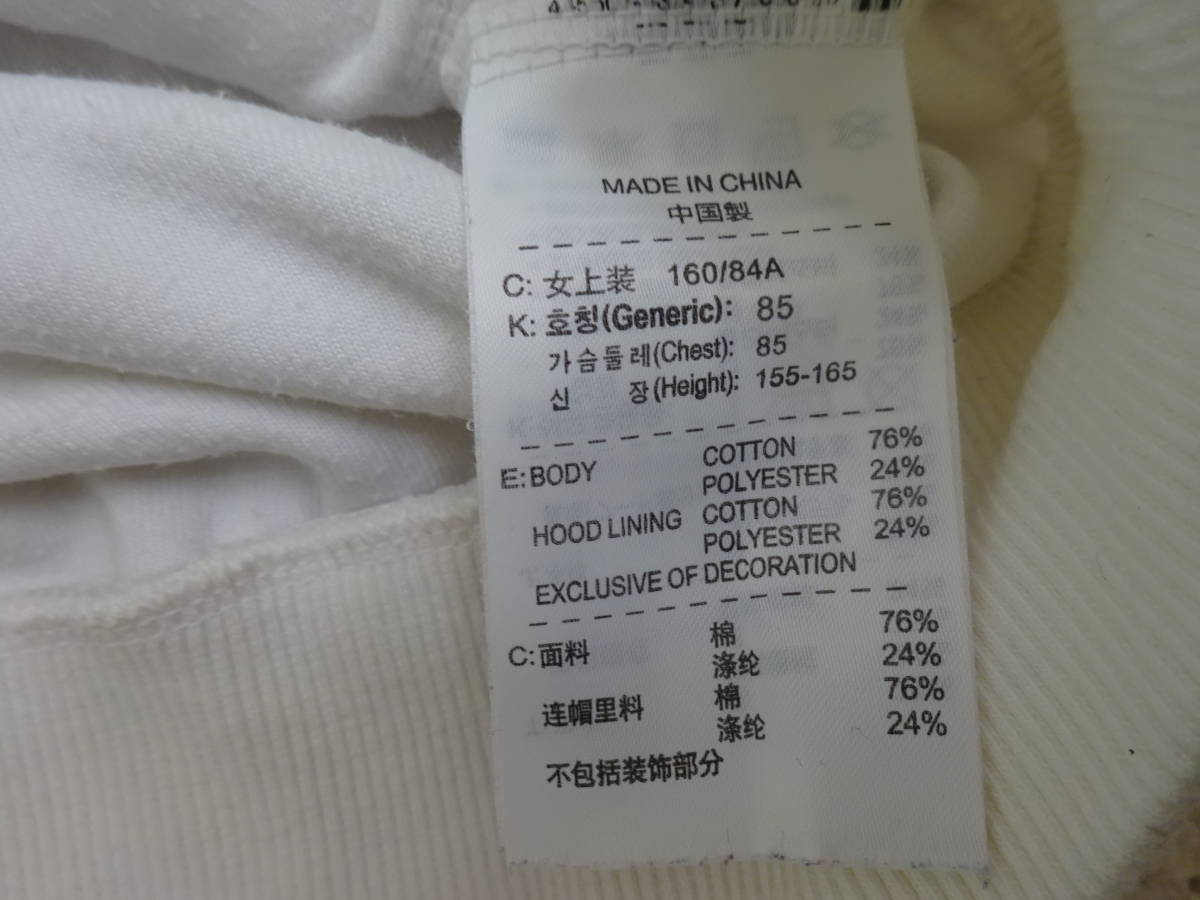 MADE IN CHINA
中国製
C: 女上装 160/84A
K: 호칭(Generic): 85
가슴둘레(Chest): 85
신 장(Height): 155-165
E: BODY COTTON 76%
POLYESTER 24%
HOOD LINING COTTON 76%
POLYESTER 24%
EXCLUSIVE OF DECORATION
C: 面料 棉 76%
涤纶 24%
连帽里料 棉 76%
涤纶 24%
不包括装饰部分